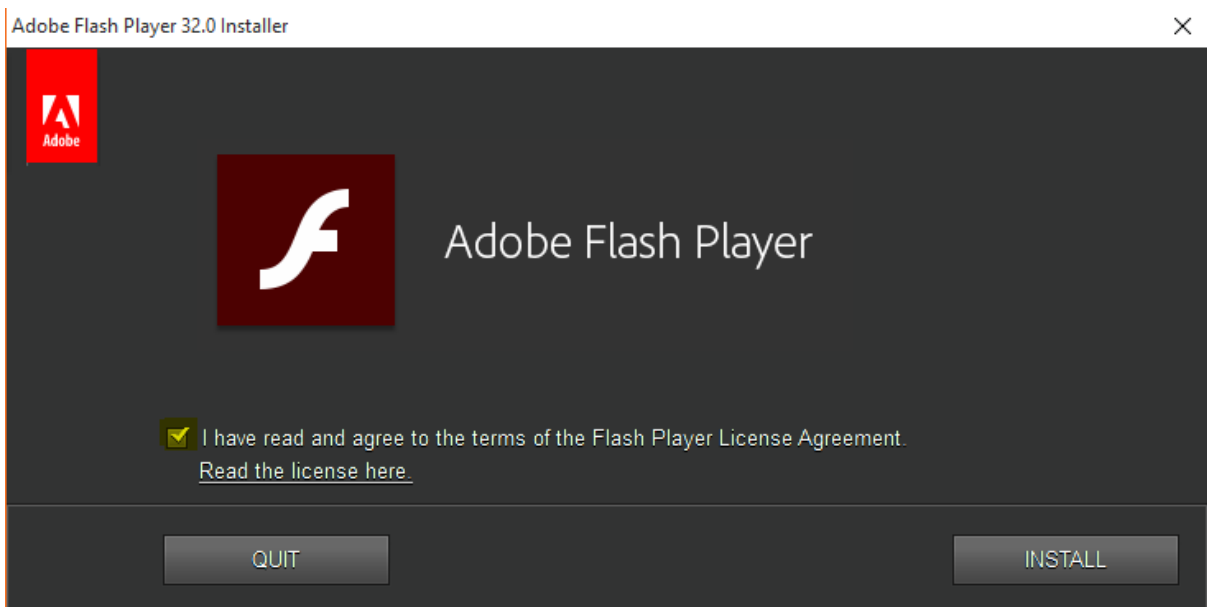 Adobe Flash Player 32.0 Installer
Adobe
Adobe Flash Player
I have read and agree to the terms of the Flash Player License Agreement.
Read the license here.
QUIT
INSTALL